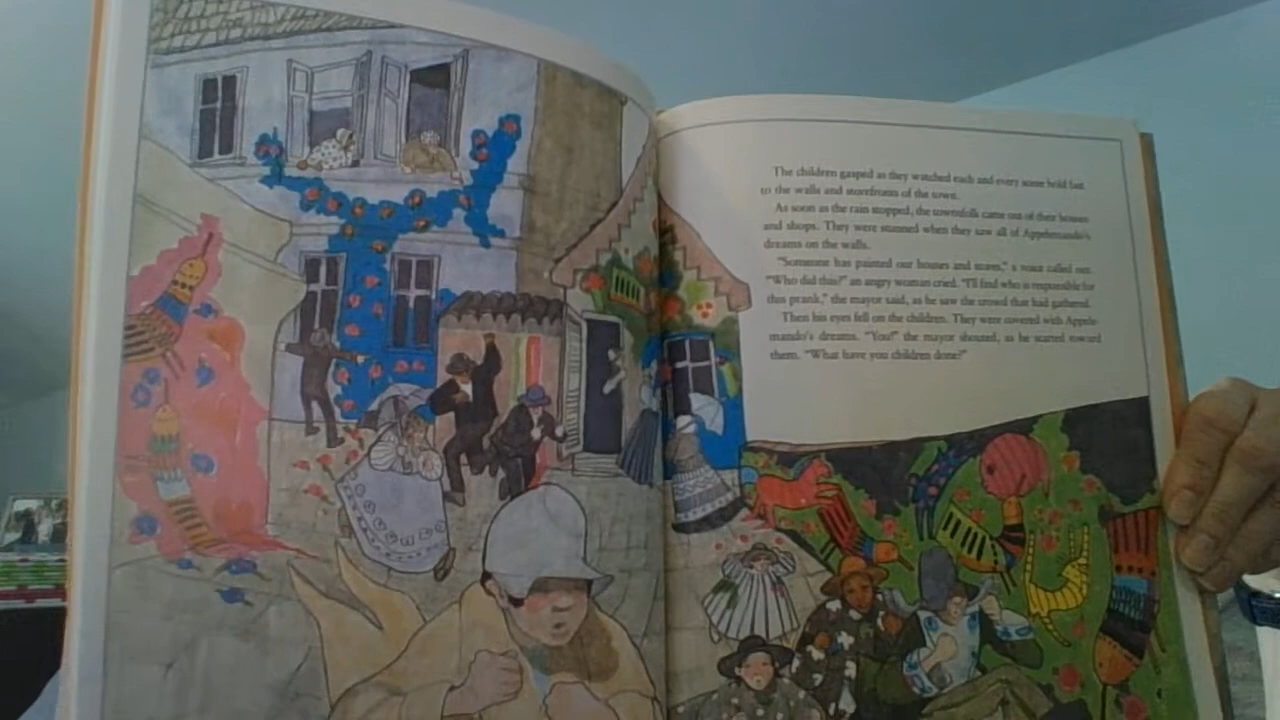 The children gasped as they watched each and every scene hold fast
to the walls and storefronts of the town.
As soon as the rain stopped, the townsfolk came out of their houses
and shops. They were stunned when they saw all of Appelemando's
dreams on the walls.
"Someone has painted our houses and stores," a voice called out.
"Who did this?" an angry woman cried. "I'll find who is responsible for
this prank," the mayor said, as he saw the crowd that had gathered.
Then his eyes fell on the children. They were covered with Appele-
mando's dreams. "You!" the mayor shouted, as he started toward
them. "What have you children done?"